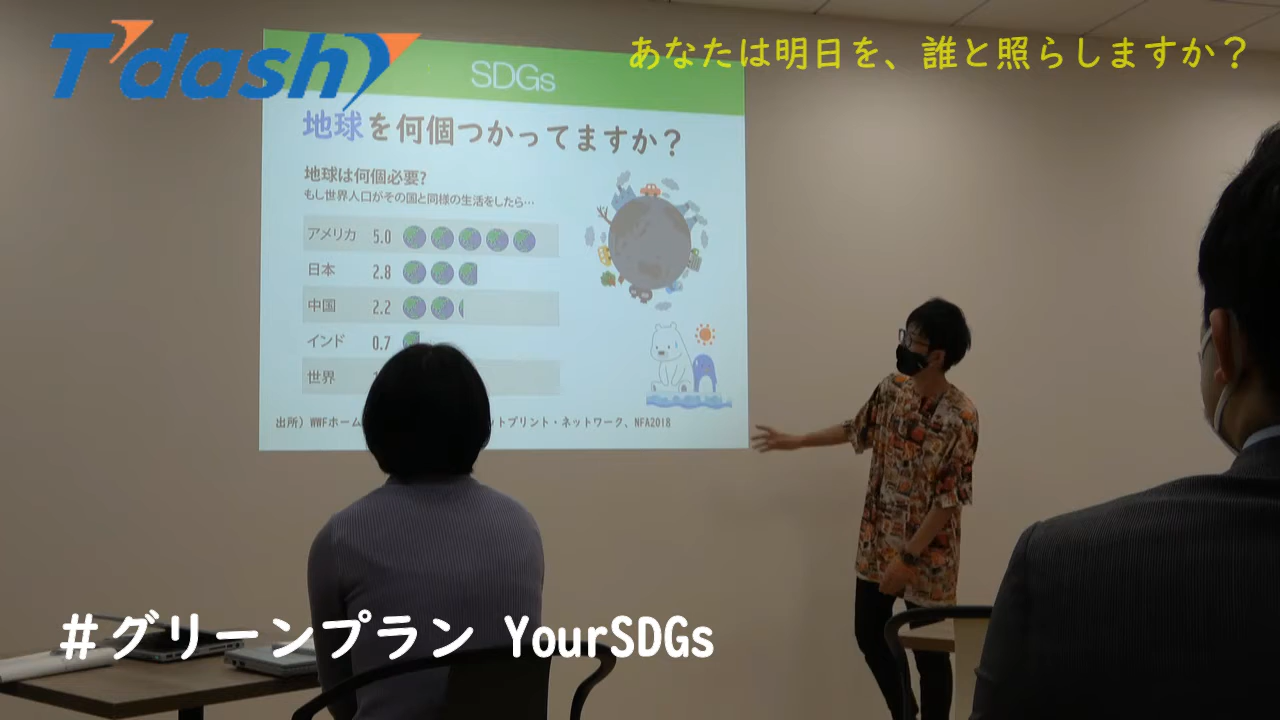 T'dash
あなたは明日を、誰と照らしますか？
SDGs
地球を何個つかってますか？
地球は何個必要?
もし世界人口がその国と同様の生活をしたら…
アメリカ 5.0
日本 2.8
中国 2.2
インド 0.7
世界
出所）WWFホーム
ットプリント・ネットワーク、NFA2018
＃グリーンプラン YourSDGs